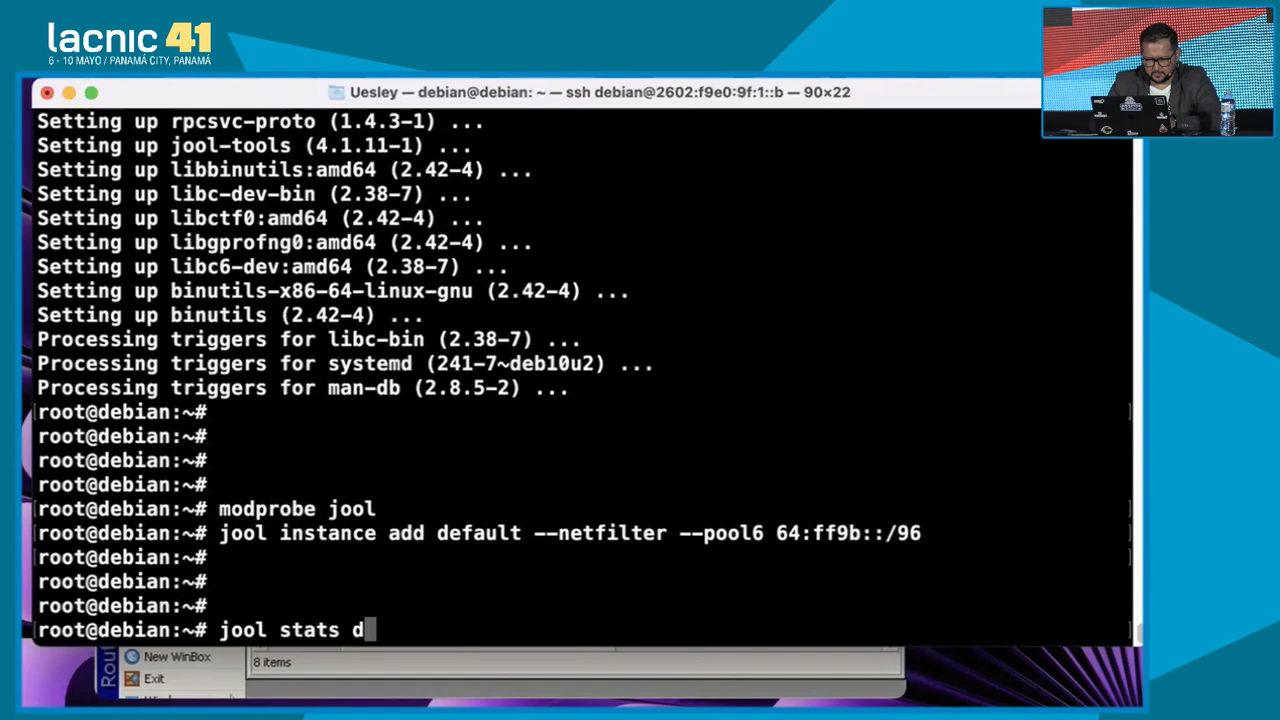 lacnic 41
6 - 10 MAYO / PANAMÁ CITY, PANAMÁ
Uesley — debian@debian: ~ — ssh debian@2602:f9e0:9f:1::b — 90×22
Setting up rpcsvc-proto (1.4.3-1) ...
Setting up jool-tools (4.1.11-1) ...
Setting up libbinutils:amd64 (2.42-4) ...
Setting up libc-dev-bin (2.38-7) ...
Setting up libctf0:amd64 (2.42-4) ...
Setting up libgprofng0:amd64 (2.42-4) ...
Setting up libc6-dev:amd64 (2.38-7) ...
Setting up binutils-x86-64-linux-gnu (2.42-4) ...
Setting up binutils (2.42-4) ...
Processing triggers for libc-bin (2.38-7) ...
Processing triggers for systemd (241-7~deb10u2) ...
Processing triggers for man-db (2.8.5-2) ...
root@debian:~#
root@debian:~#
root@debian:~#
root@debian:~#
root@debian:~# modprobe jool
root@debian:~# jool instance add default --netfilter --pool6 64:ff9b::/96
root@debian:~#
root@debian:~#
root@debian:~#
root@debian:~# jool stats d
New WinBox
8 items
Exit